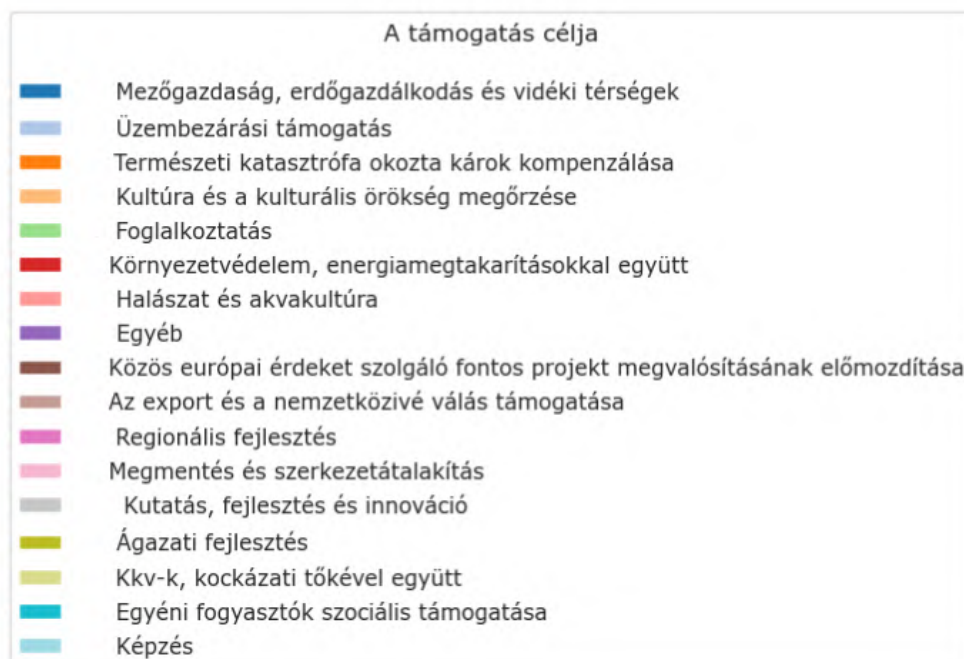 A támogatás célja
Mezőgazdaság, erdőgazdálkodás és vidéki térségek
Üzembezárási támogatás
Természeti katasztrófa okozta károk kompenzálása
Kultúra és a kulturális örökség megőrzése
Foglalkoztatás
Környezetvédelem, energiamegtakarításokkal együtt
Halászat és akvakultúra
Egyéb
Közös európai érdeket szolgáló fontos projekt megvalósításának előmozdítása
Az export és a nemzetközivé válás támogatása
Regionális fejlesztés
Megmentés és szerkezetátalakítás
Kutatás, fejlesztés és innováció
Ágazati fejlesztés
Kkv-k, kockázati tőkével együtt
Egyéni fogyasztók szociális támogatása
Képzés